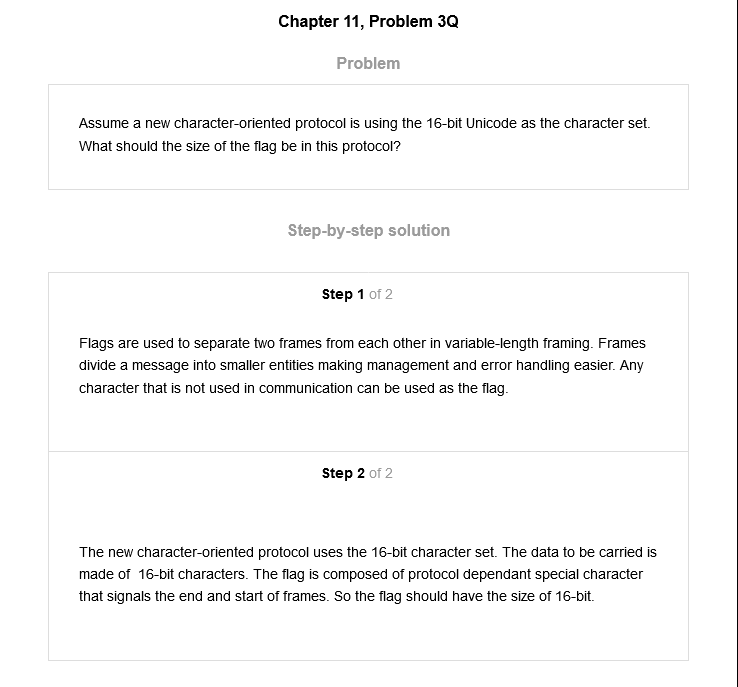 Chapter 11, Problem 3Q
Problem
Assume a new character-oriented protocol is using the 16-bit Unicode as the character set.
What should the size of the flag be in this protocol?
Step-by-step solution
Step 1 of 2
Flags are used to separate two frames from each other in variable-length framing. Frames
divide a message into smaller entities making management and error handling easier. Any
character that is not used in communication can be used as the flag.
Step 2 of 2
The new character-oriented protocol uses the 16-bit character set. The data to be carried is
made of 16-bit characters. The flag is composed of protocol dependant special character
that signals the end and start of frames. So the flag should have the size of 16-bit.